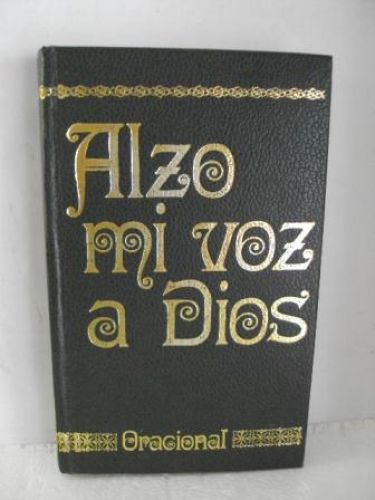 Alzo
mi voz
a Dios
Oracional